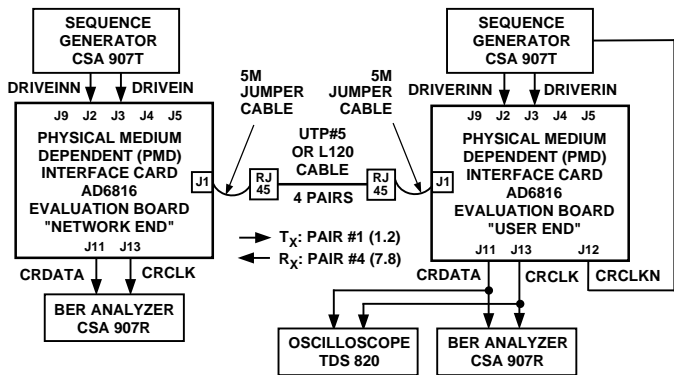 SEQUENCE
GENERATOR
CSA 907T
DRIVEINN
DRIVEIN
J9 J2 J3 J4 J5
PHYSICAL MEDIUM
DEPENDENT (PMD)
INTERFACE CARD
AD6816
EVALUATION BOARD
"NETWORK END"
J1
J11 J13
CRDATA
CRCLK
BER ANALYZER
CSA 907R
5M
JUMPER
CABLE
RJ
45
UTP#5
OR L120
CABLE
4 PAIRS
RJ
45
5M
JUMPER
CABLE
TX: PAIR #1 (1.2)
RX: PAIR #4 (7.8)
SEQUENCE
GENERATOR
CSA 907T
DRIVERINN
DRIVERIN
J9 J2 J3 J4 J5
J1
PHYSICAL MEDIUM
DEPENDENT (PMD)
INTERFACE CARD
AD6816
EVALUATION BOARD
"USER END"
J11 J13 J12
CRDATA
CRCLK
CRCLKN
OSCILLOSCOPE
TDS 820
BER ANALYZER
CSA 907R